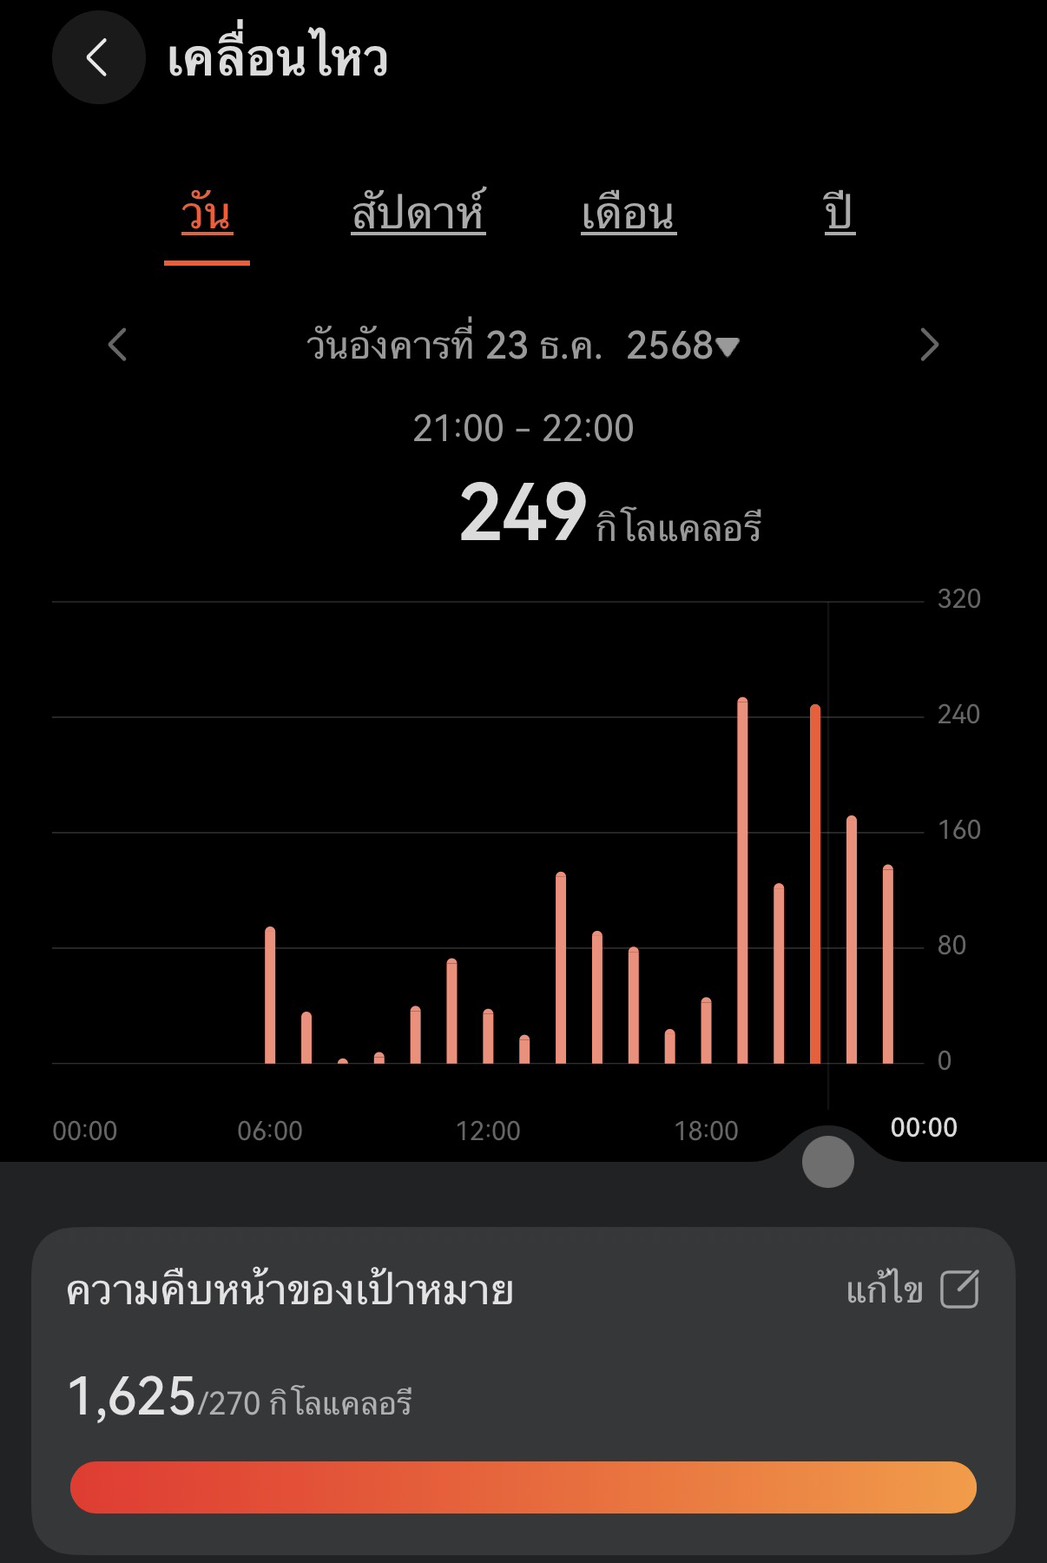 เคลื่อนไหว
วัน สัปดาห์ เดือน ปี
วันอังคารที่ 23 ธ.ค. 2568
21:00 - 22:00
249 กิโลแคลอรี
320
240
160
80
0
00:00 06:00 12:00 18:00 00:00
ความคืบหน้าของเป้าหมาย แก้ไข
1,625/270 กิโลแคลอรี